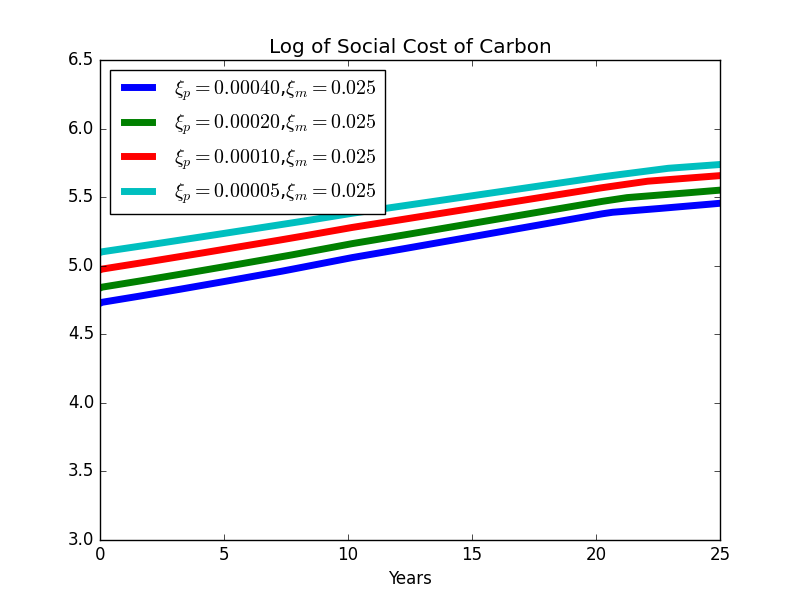 Log of Social Cost of Carbon
6.5
6.0
5.5
5.0
4.5
4.0
3.5
3.0
ξp = 0.00040,ξm = 0.025
ξp = 0.00020,ξm = 0.025
ξp = 0.00010,ξm = 0.025
ξp = 0.00005,ξm = 0.025
0 5 10 15 20 25
Years